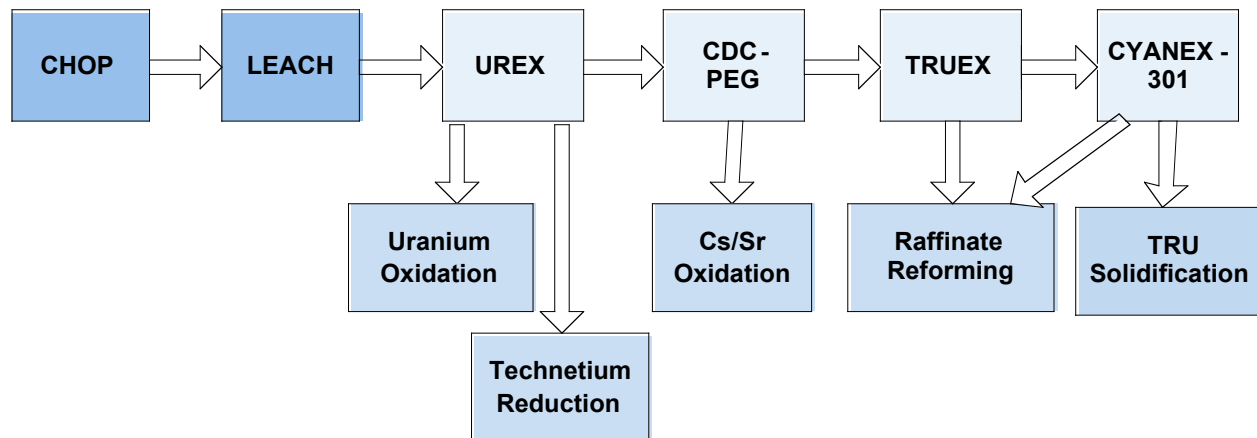 CHOP
LEACH
UREX
CDC -
PEG
TRUEX
CYANEX -
301
Uranium
Oxidation
Cs/Sr
Oxidation
Raffinate
Reforming
TRU
Solidification
Technetium
Reduction